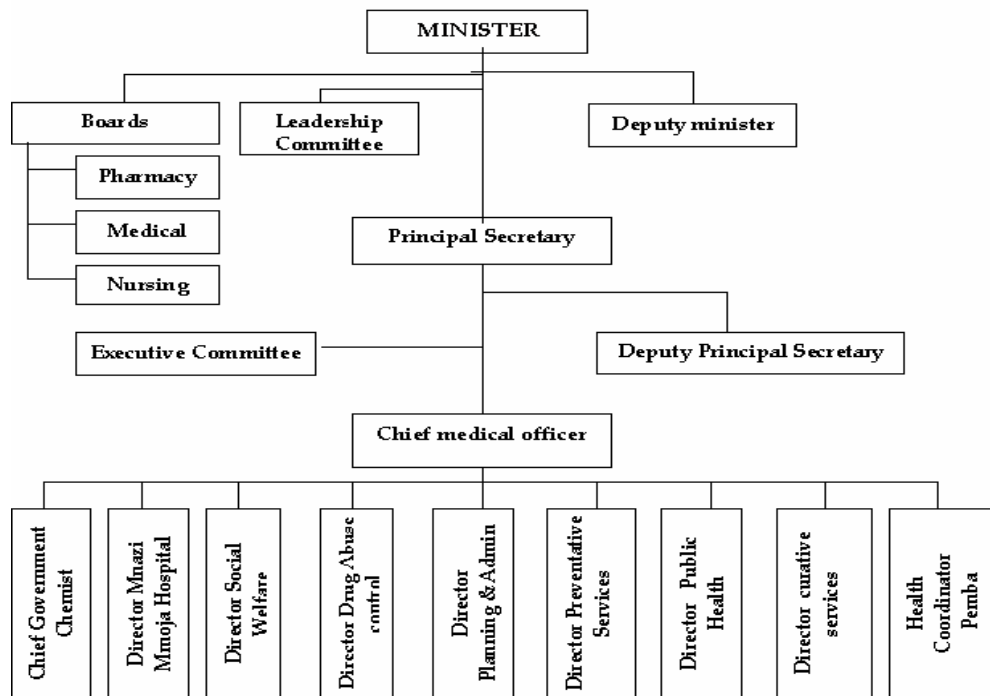 MINISTER
Boards
Leadership
Committee
Deputy minister
Pharmacy
Medical
Nursing
Principal Secretary
Executive Committee
Deputy Principal Secretary
Chief medical officer
Chief Government
Chemist
Director Mnazi
Mmoja Hospital
Director Social
Welfare
Director Drug Abuse
control
Director
Planning & Admin
Director Preventative
Services
Director Public
Health
Director curative
services
Health
Coordinator
Pemba